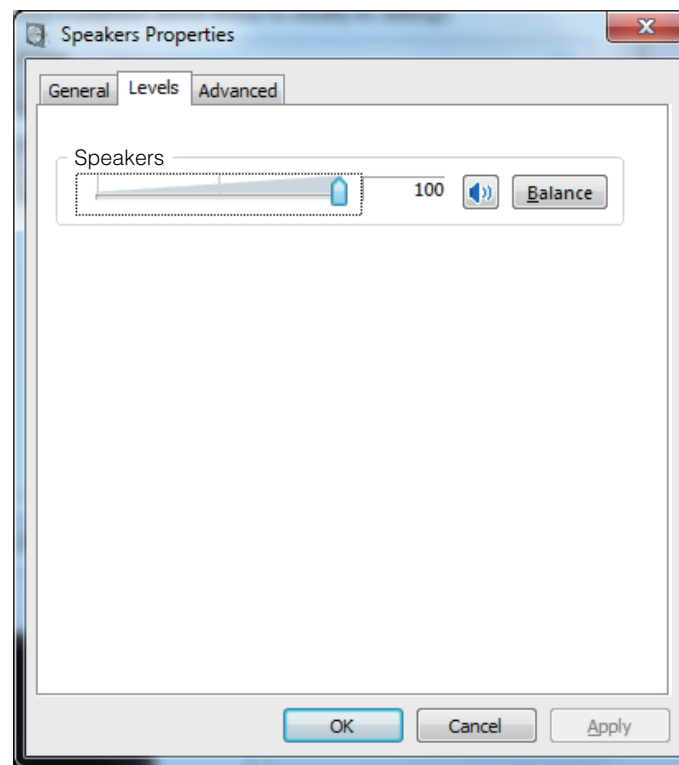 Speakers Properties
General Levels Advanced
Speakers
100 Balance
OK Cancel Apply